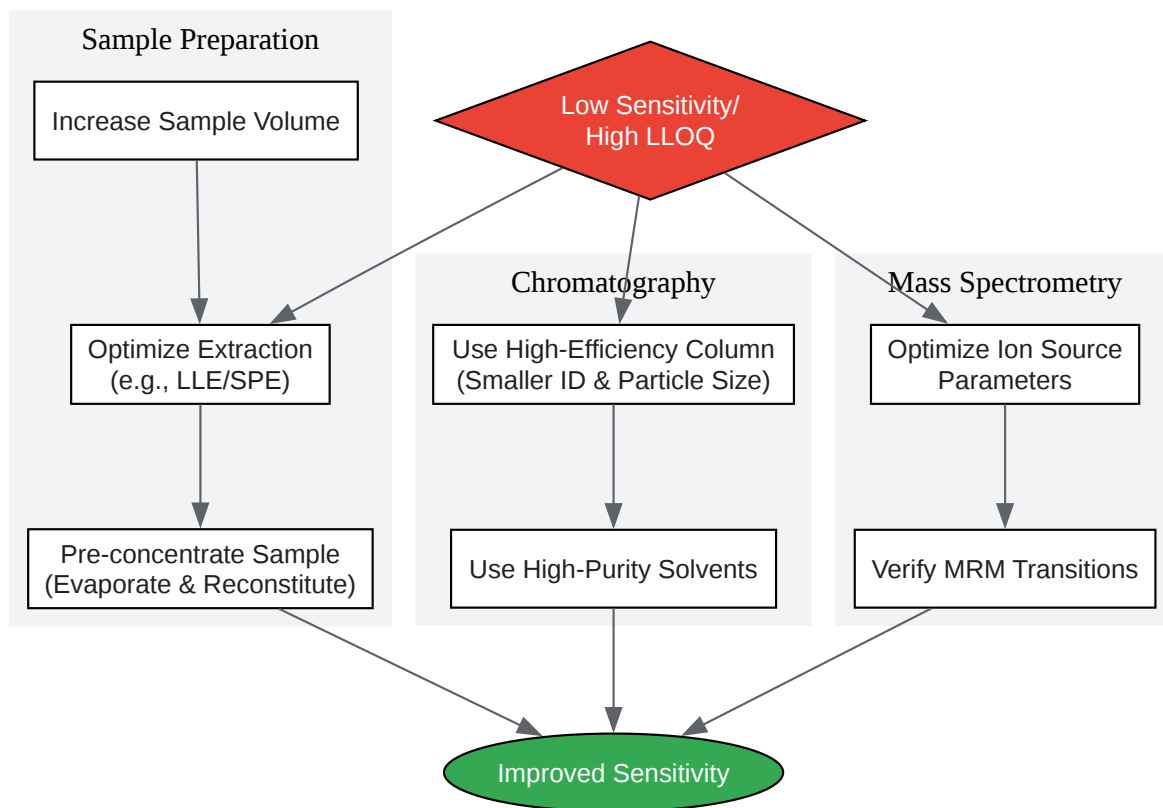 Sample Preparation
Increase Sample Volume
Low Sensitivity/
High LLOQ
Chromatography
Mass Spectrometry
Optimize Extraction
(e.g., LLE/SPE)
Use High-Efficiency Column
(Smaller ID & Particle Size)
Optimize Ion Source
Parameters
Pre-concentrate Sample
(Evaporate & Reconstitute)
Use High-Purity Solvents
Verify MRM Transitions
Improved Sensitivity